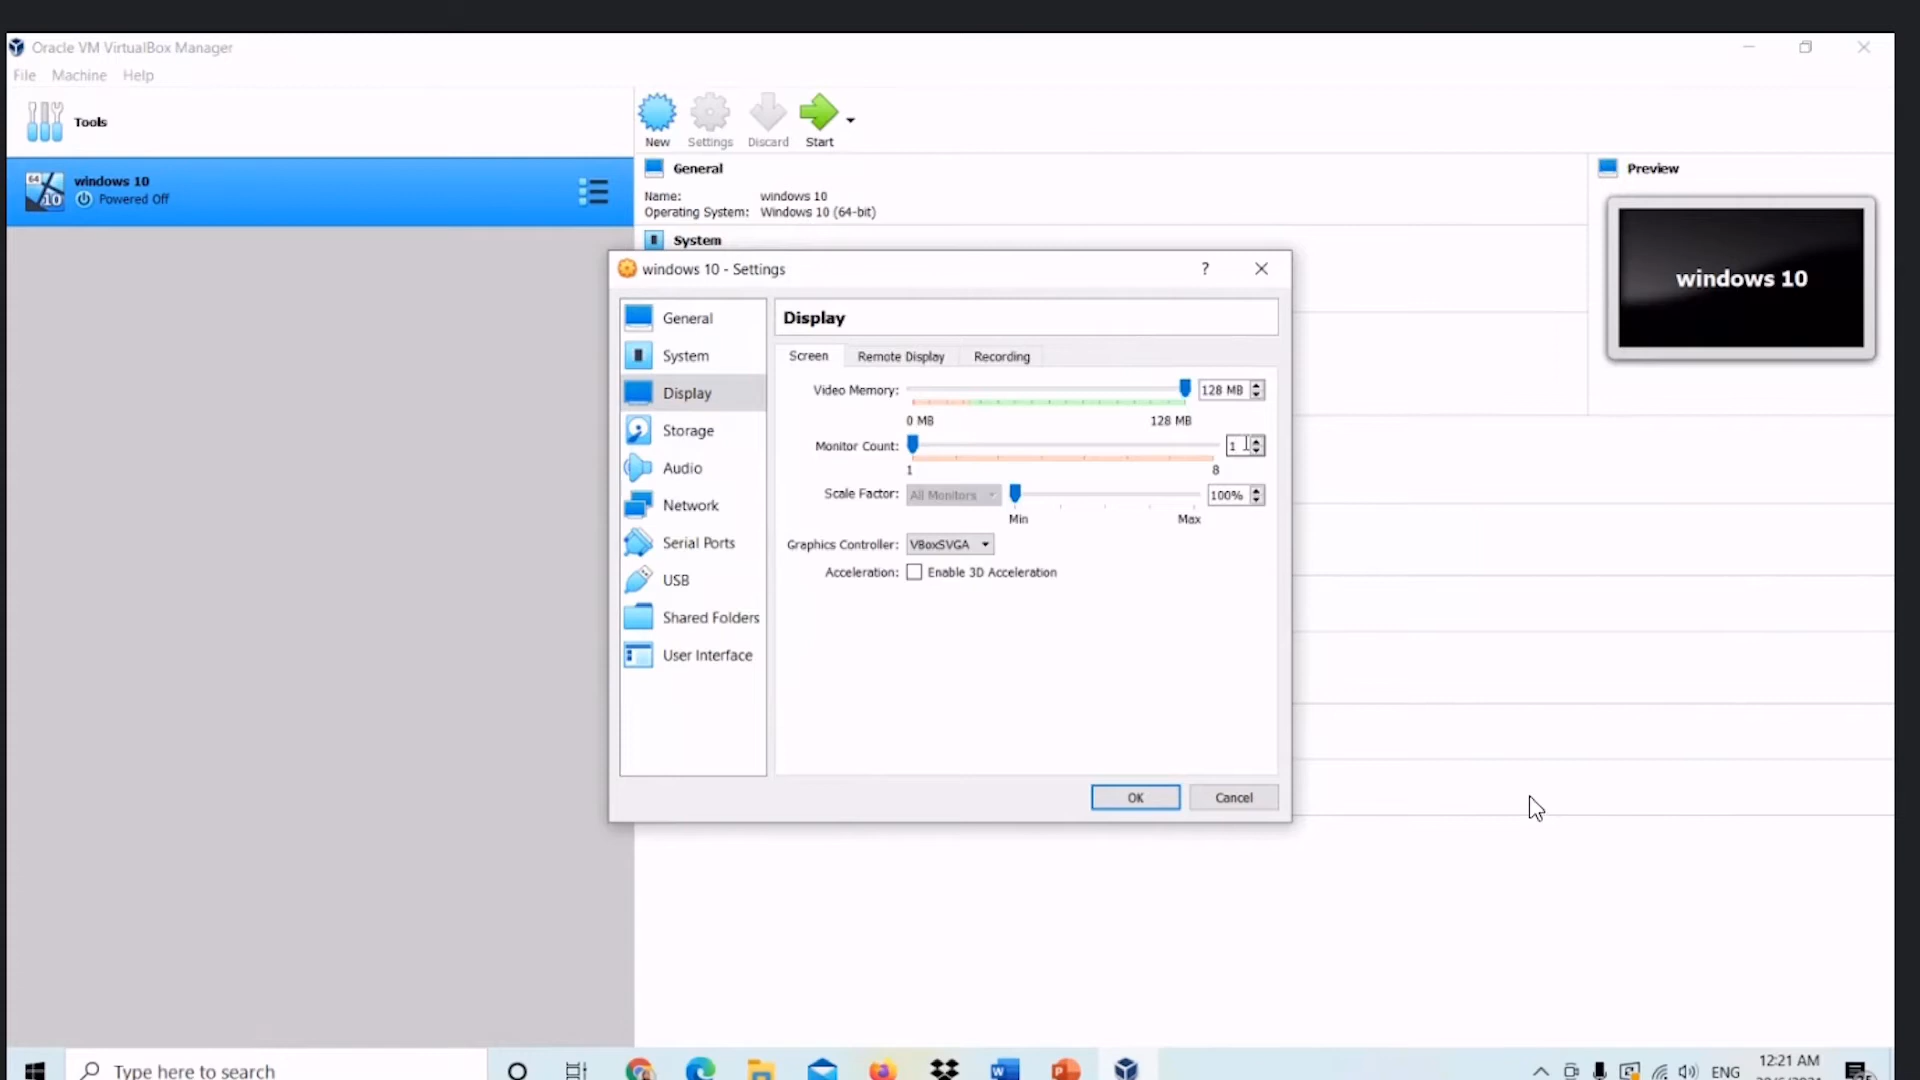 Oracle VM VirtualBox Manager
File Machine Help
Tools
New Settings Discard Start
64
10
windows 10
Powered Off
General
Name: windows 10
Operating System: Windows 10 (64-bit)
System
Preview
windows 10
windows 10 - Settings
?
General
System
Display
Storage
Audio
Network
Serial Ports
USB
Shared Folders
User Interface
Display
Screen Remote Display Recording
Video Memory: 128 MB
0 MB 128 MB
Monitor Count: 1
1 8
Scale Factor: All Monitors 100%
Min Max
Graphics Controller: VBoxSVGA
Acceleration: Enable 3D Acceleration
OK Cancel
Type here to search
ENG
12:21 AM